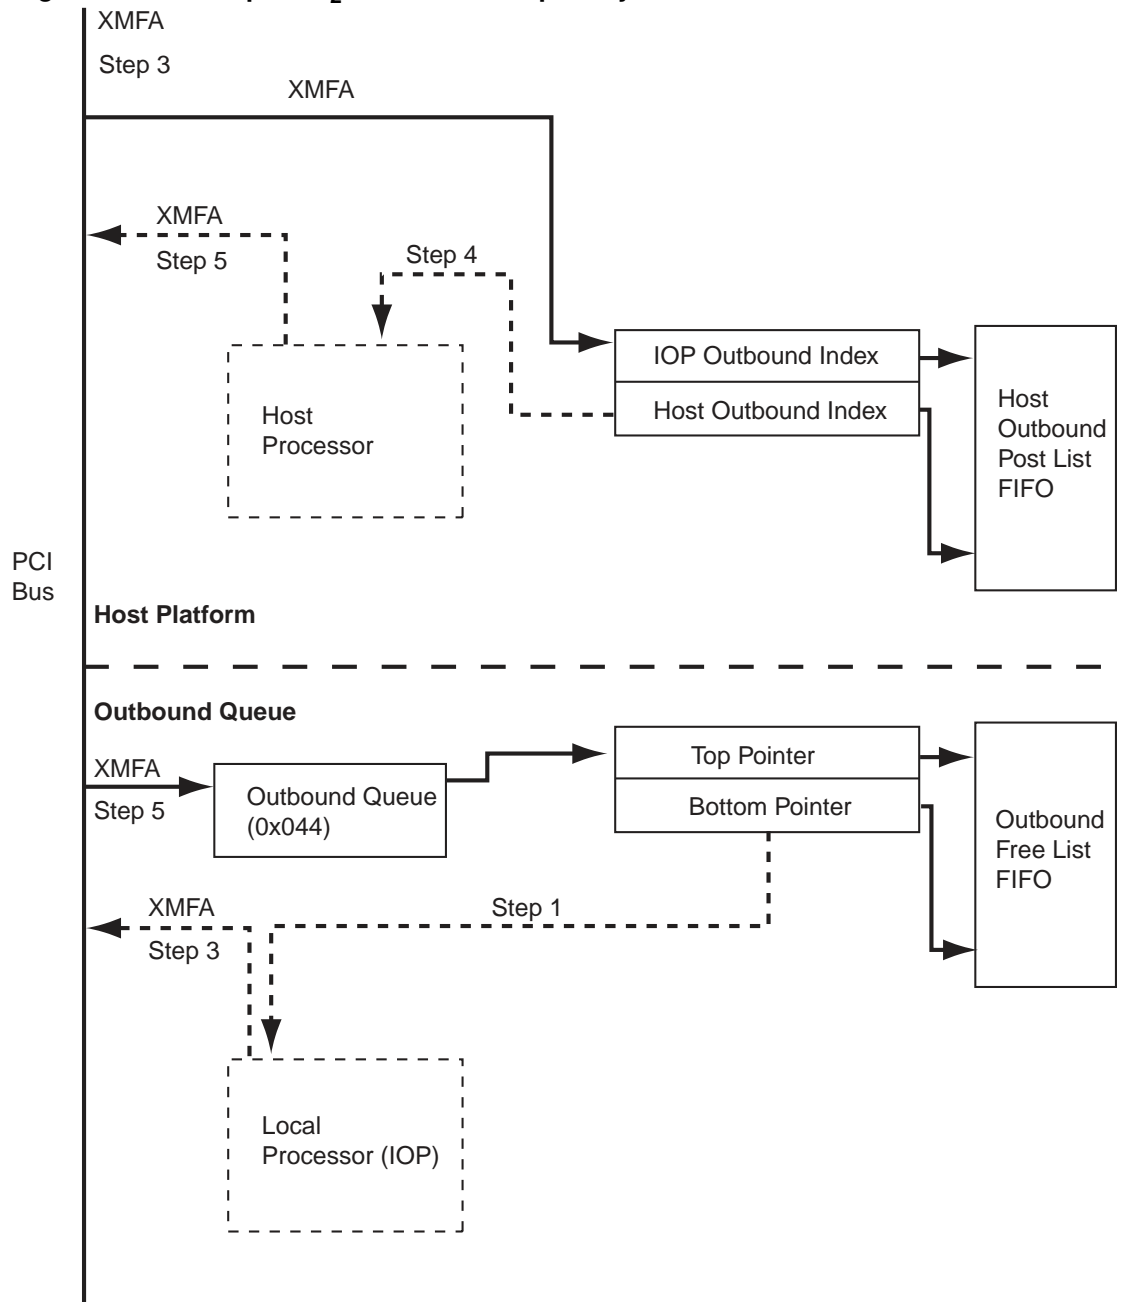 XMFA
Step 3
XMFA
XMFA
Step 5
Step 4
IOP Outbound Index
Host Outbound Index
Host
Outbound
Post List
FIFO
Host
Processor
PCI
Bus
Host Platform
Outbound Queue
XMFA
Step 5
Outbound Queue
(0x044)
Top Pointer
Bottom Pointer
Outbound
Free List
FIFO
XMFA
Step 3
Step 1
Local
Processor (IOP)